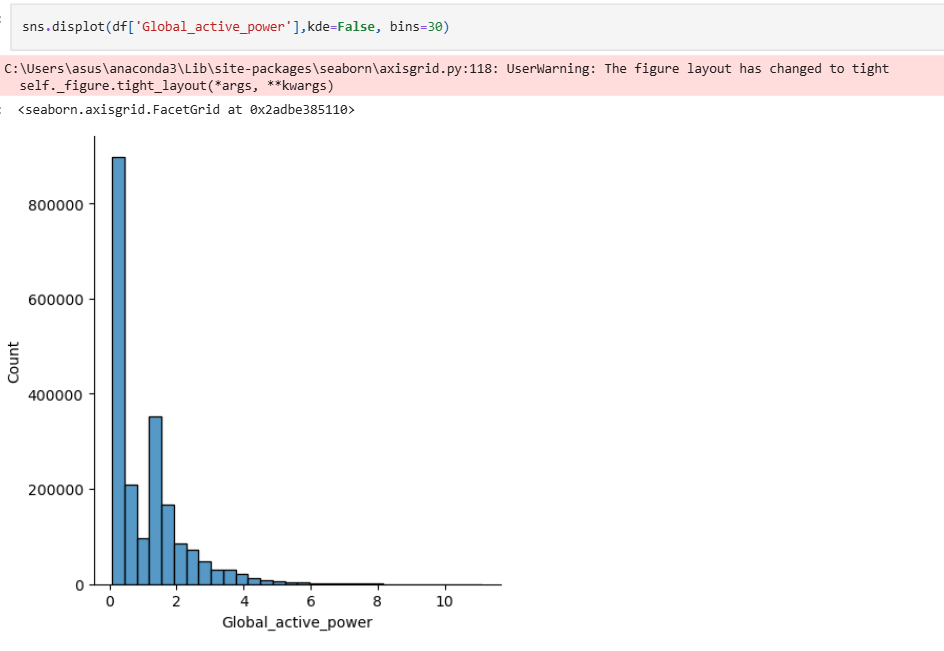 sns.displot(df['Global_active_power'],kde=False, bins=30)
C:\Users\asus\anaconda3\Lib\site-packages\seaborn\axisgrid.py:118: UserWarning: The figure layout has changed to tight
  self._figure.tight_layout(*args, **kwargs)
<seaborn.axisgrid.FacetGrid at 0x2adbe385110>
800000
600000
400000
200000
0
Count
0 2 4 6 8 10
Global_active_power